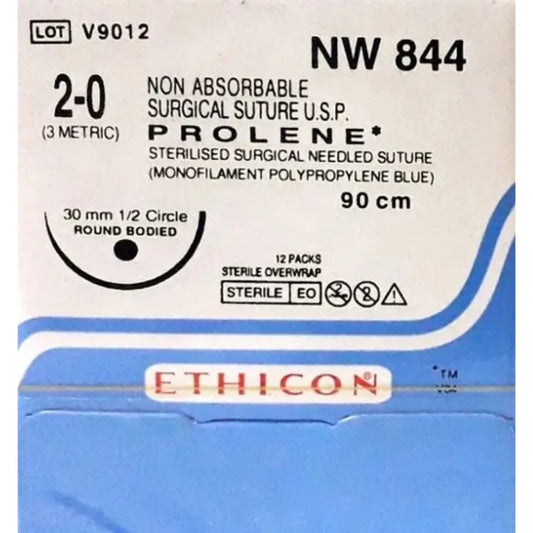 LOT V9012
NW 844
2-0
(3 METRIC)
NON ABSORBABLE
SURGICAL SUTURE U.S.P.
PROLENE*
STERILISED SURGICAL NEEDLED SUTURE
(MONOFILAMENT POLYPROPYLENE BLUE)
90 cm
30 mm 1/2 Circle
ROUND BODIED
12 PACKS
STERILE OVERWRAP
STERILE EO
2
ETHICON®
*TM